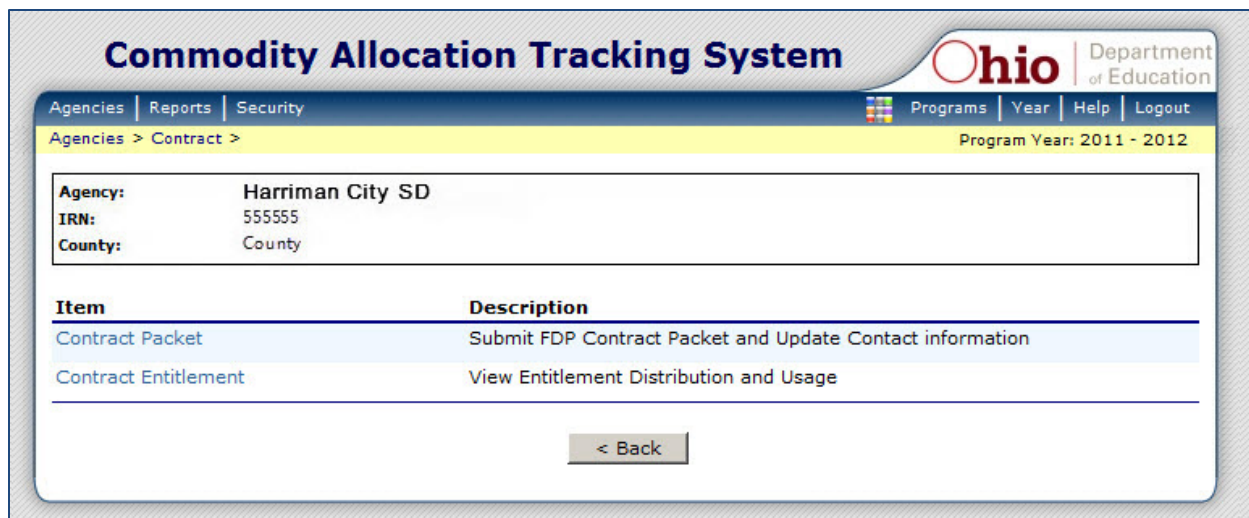 Commodity Allocation Tracking System
Ohio Department of Education
Agencies | Reports | Security Programs | Year | Help | Logout
Agencies > Contract > Program Year: 2011 - 2012
Agency: Harriman City SD
IRN: 555555
County: County
Item Description
Contract Packet Submit FDP Contract Packet and Update Contact information
Contract Entitlement View Entitlement Distribution and Usage
< Back